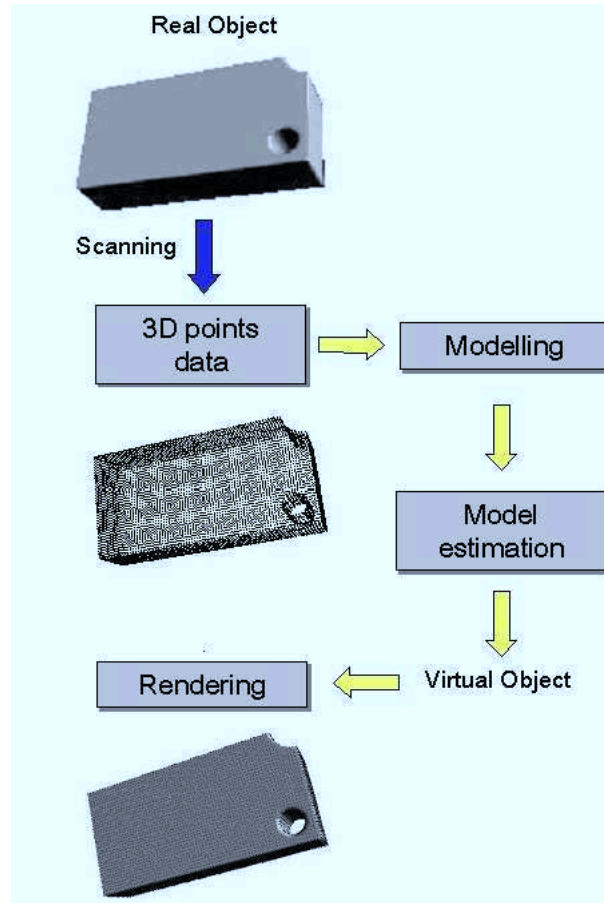 Real Object
Scanning
3D points
data
Modelling
Model
estimation
Virtual Object
Rendering